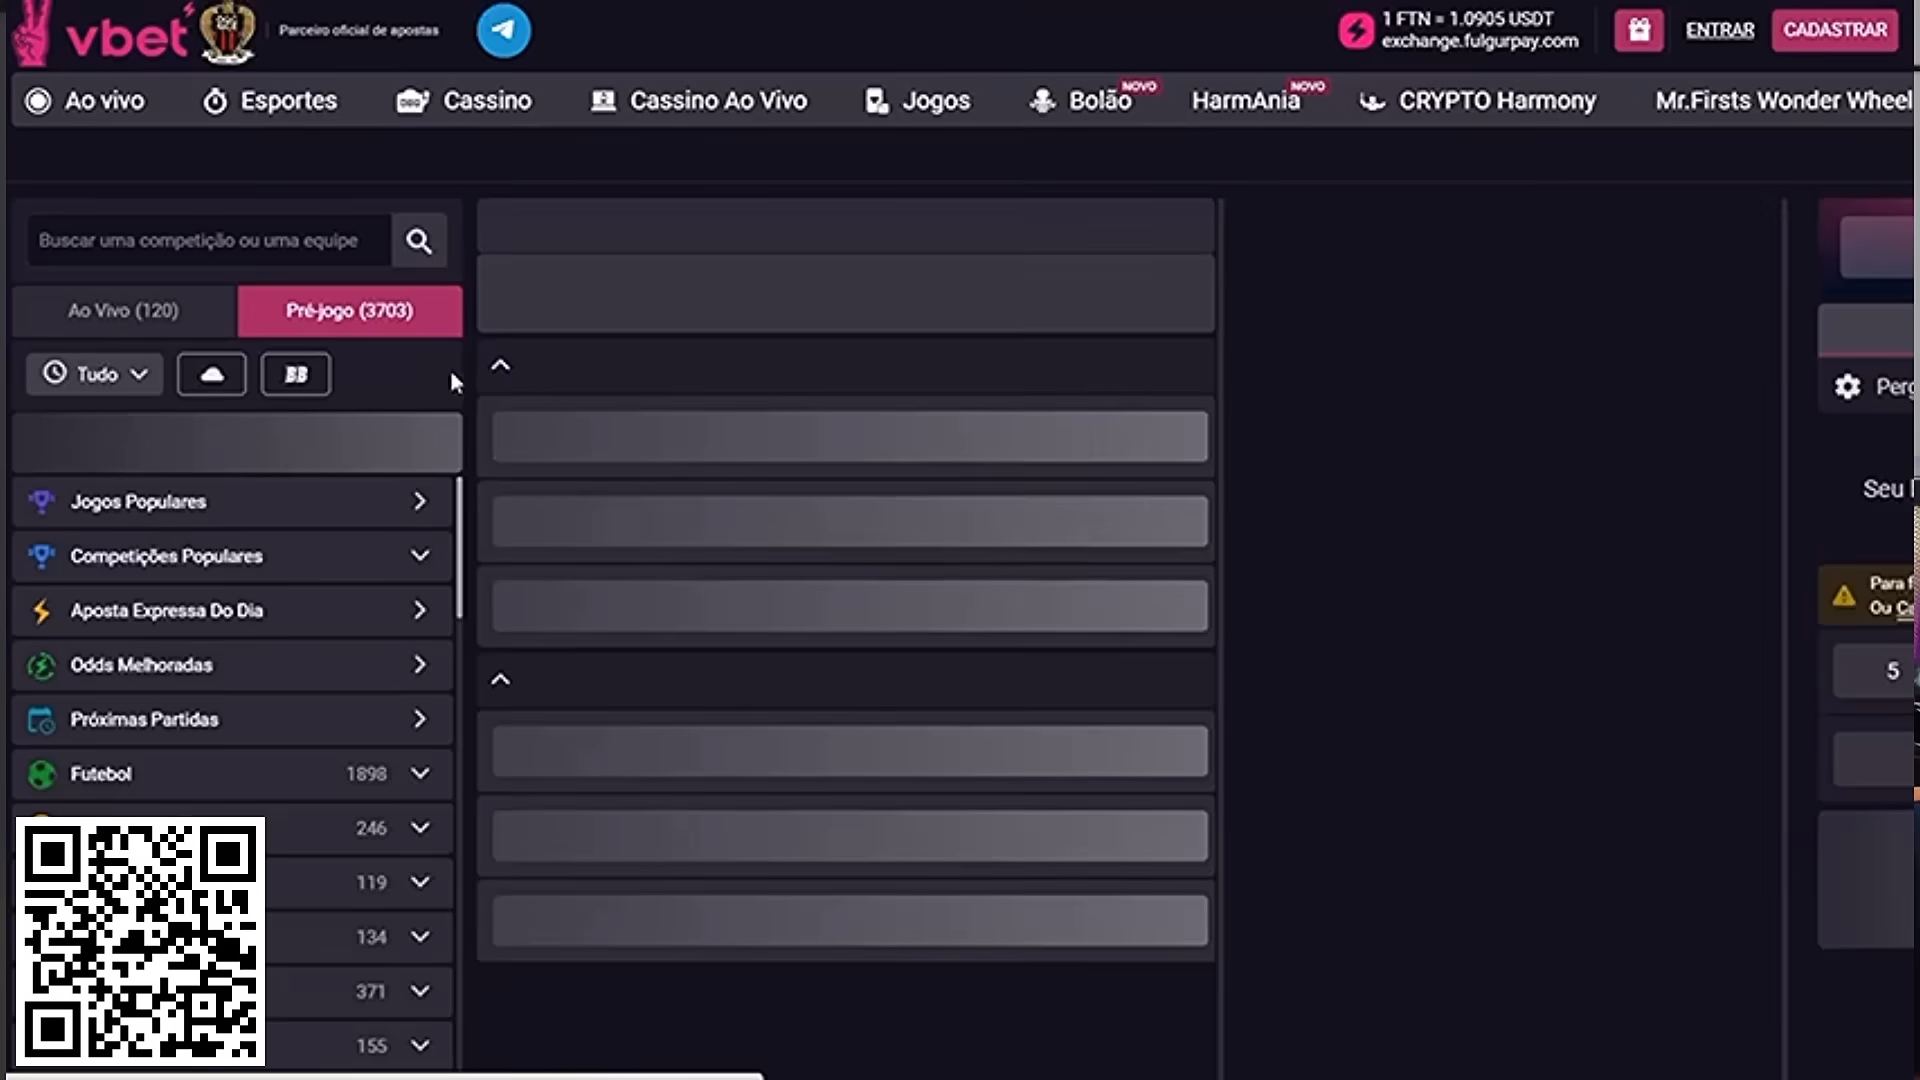 vbet
Parceiro oficial de apostas
1 FTN = 1.0905 USDT
exchange.fulgurpay.com
ENTRAR
CADASTRAR
Ao vivo
Esportes
Cassino
Cassino Ao Vivo
Jogos
Bolão
NOVO
HarmAnia
NOVO
CRYPTO Harmony
Mr.Firsts Wonder Wheel
Buscar uma competição ou uma equipe
Ao Vivo (120)
Pré-jogo (3703)
Tudo
BB
Jogos Populares
Competições Populares
Aposta Expressa Do Dia
Odds Melhoradas
Próximas Partidas
Futebol 1898
246
119
134
371
155
Seu
Para
Ou
5